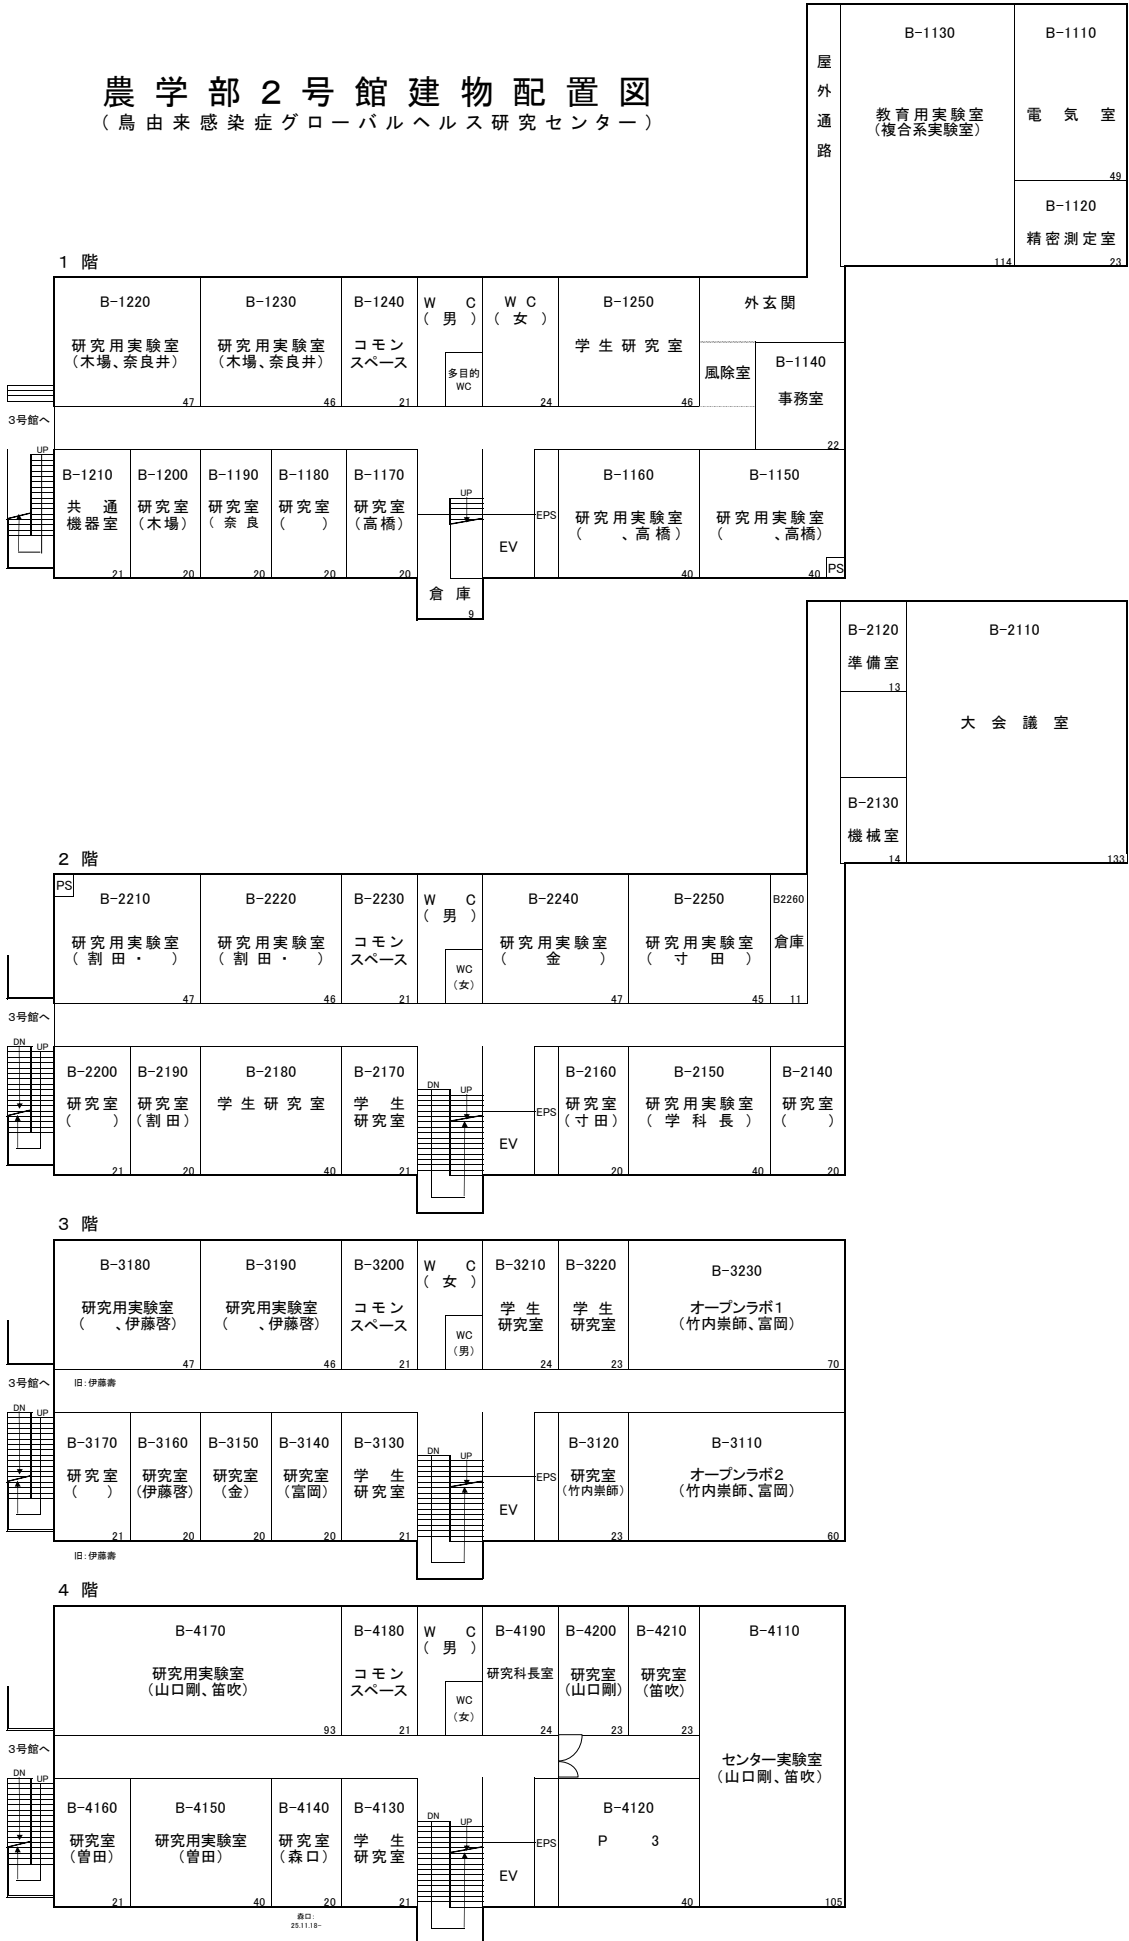 農学部２号館建物配置図
（鳥由来感染症グローバルヘルス研究センター）
屋外通路
B-1130
教育用実験室
（複合系実験室）
114
B-1110
電気室
49
B-1120
精密測定室
23
１階
B-1220
研究用実験室
（木場、奈良井）
47
B-1230
研究用実験室
（木場、奈良井）
46
B-1240
コモン
スペース
21
W C
（男）
多目的
WC
W C
（女）
24
B-1250
学生研究室
46
外玄関
風除室
B-1140
事務室
22
3号館へ
UP
B-1210
共通
機器室
21
B-1200
研究室
（木場）
20
B-1190
研究室
（奈良
20
B-1180
研究室
（　　）
20
B-1170
研究室
（高橋）
20
UP
倉庫
9
EV
EPS
B-1160
研究用実験室
（　　、高橋）
40
B-1150
研究用実験室
（　　、高橋）
40
PS
B-2120
準備室
13
B-2130
機械室
14
B-2110
大会議室
133
２階
PS
B-2210
研究用実験室
（割田・　）
47
B-2220
研究用実験室
（割田・　）
46
B-2230
コモン
スペース
21
W C
（男）
WC
（女）
B-2240
研究用実験室
（　金　）
47
B-2250
研究用実験室
（寸田）
45
B2260
倉庫
11
3号館へ
DN
UP
B-2200
研究室
（　　）
21
B-2190
研究室
（割田）
20
B-2180
学生研究室
40
B-2170
学生
研究室
21
DN
UP
EV
EPS
B-2160
研究室
（寸田）
20
B-2150
研究用実験室
（学科長）
40
B-2140
研究室
（　　）
20
３階
B-3180
研究用実験室
（　　、伊藤啓）
47
B-3190
研究用実験室
（　　、伊藤啓）
46
B-3200
コモン
スペース
21
W C
（女）
WC
（男）
B-3210
学生
研究室
24
B-3220
学生
研究室
23
B-3230
オープンラボ1
（竹内崇師、富岡）
70
3号館へ
旧：伊藤壽
DN
UP
B-3170
研究室
（　　）
21
B-3160
研究室
（伊藤啓）
20
B-3150
研究室
（金）
20
B-3140
研究室
（富岡）
20
B-3130
学生
研究室
21
DN
UP
EV
EPS
B-3120
研究室
（竹内崇師）
23
B-3110
オープンラボ2
（竹内崇師、富岡）
60
旧：伊藤壽
４階
B-4170
研究用実験室
（山口剛、笛吹）
93
B-4180
コモン
スペース
21
W C
（男）
WC
（女）
B-4190
研究科長室
24
B-4200
研究室
（山口剛）
23
B-4210
研究室
（笛吹）
23
B-4110
センター実験室
（山口剛、笛吹）
105
3号館へ
DN
UP
B-4160
研究室
（曽田）
21
B-4150
研究用実験室
（曽田）
40
B-4140
研究室
（森口）
20
B-4130
学生
研究室
21
DN
UP
EV
EPS
B-4120
P 3
40
森口：
25.11.18-